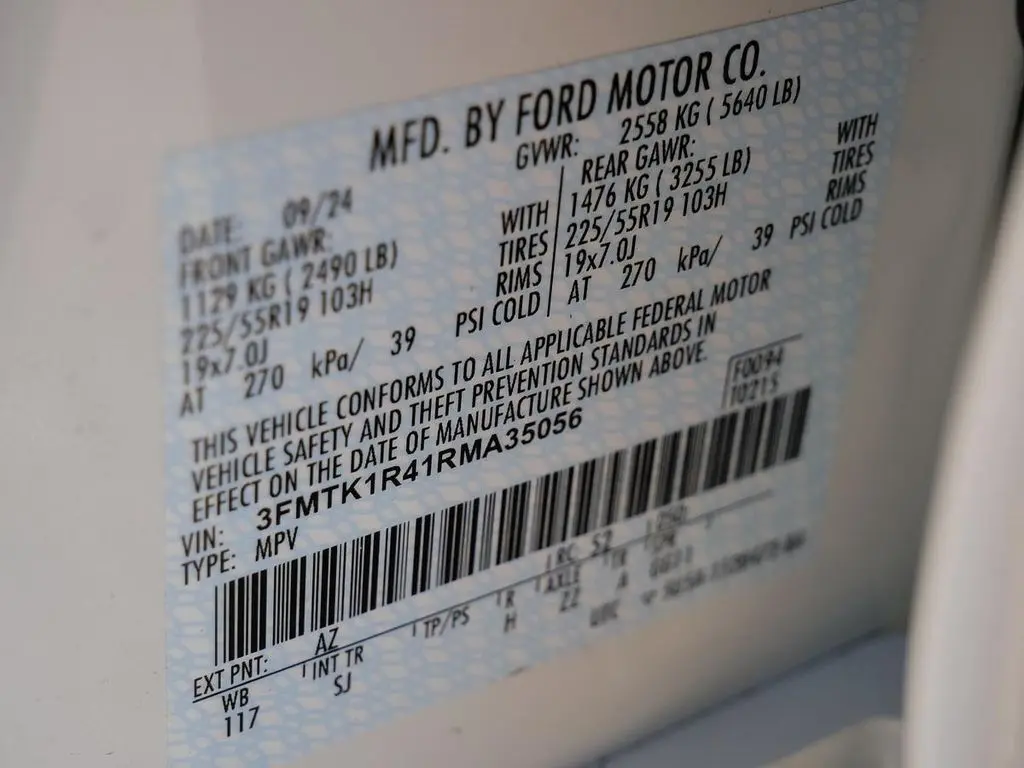 MFD. BY FORD MOTOR CO.
DATE: 09/24 GVWR: 2558 KG ( 5640 LB)
FRONT GAWR: REAR GAWR:
1129 KG ( 2490 LB) WITH 1476 KG ( 3255 LB) WITH
225/55R19 103H TIRES 225/55R19 103H TIRES
19x7.0J RIMS 19x7.0J RIMS
AT 270 kPa/ 39 PSI COLD AT 270 kPa/ 39 PSI COLD
THIS VEHICLE CONFORMS TO ALL APPLICABLE FEDERAL MOTOR
VEHICLE SAFETY AND THEFT PREVENTION STANDARDS IN
EFFECT ON THE DATE OF MANUFACTURE SHOWN ABOVE.
F0094
VIN: 3FMTK1R41RMA35056
10215
TYPE: MPV
EXT PNT: AZ RC: 52
WB INT TR TP/PS R AXLE TR
117 SJ H ZZ A